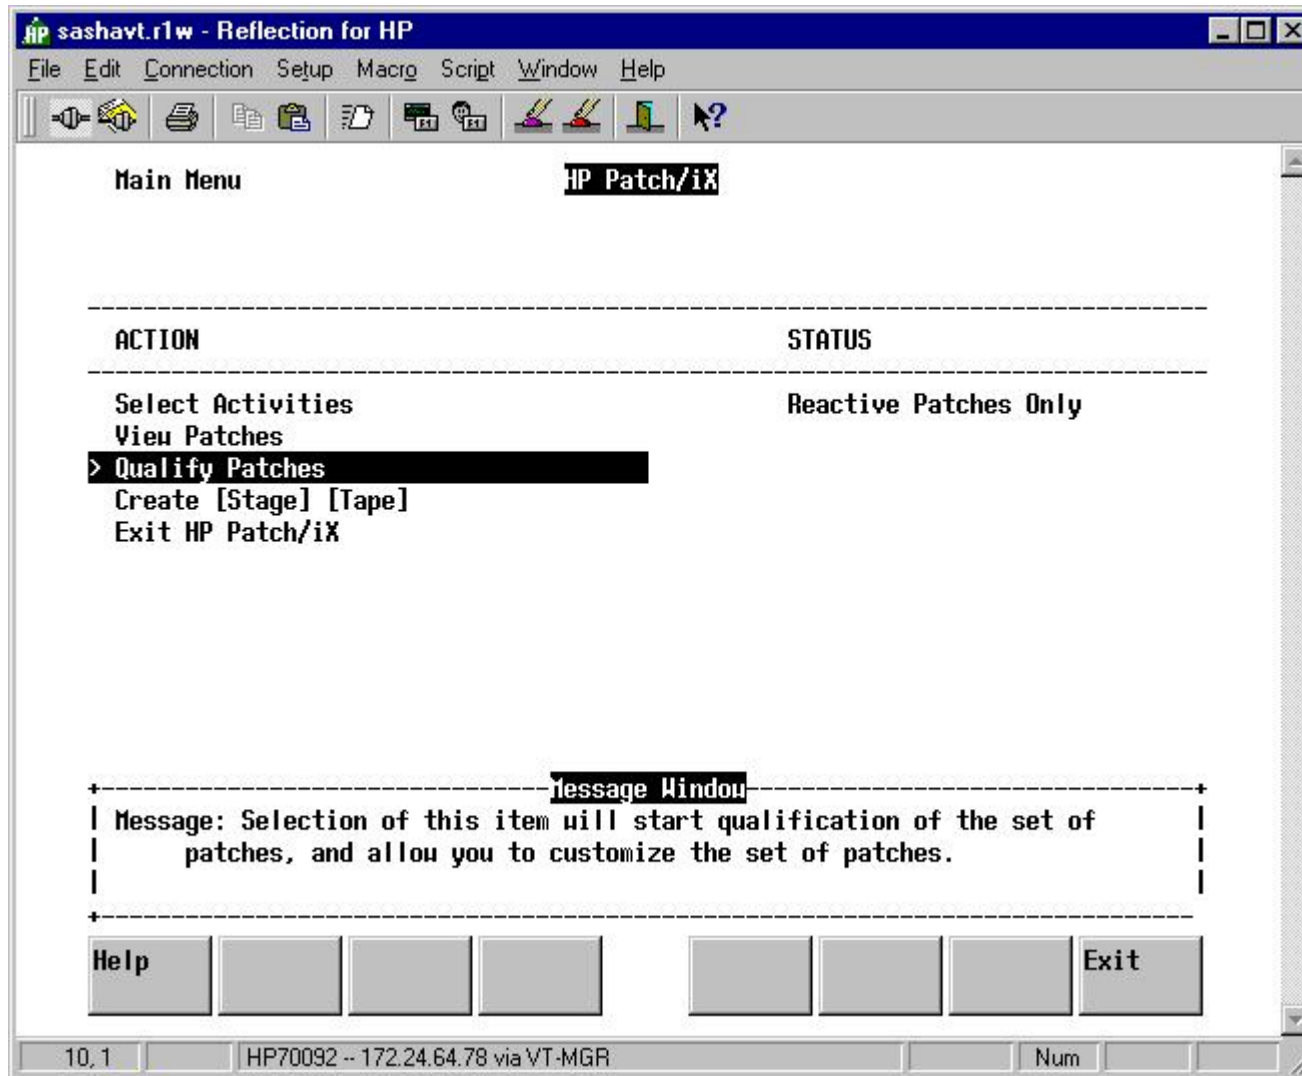 sashavt.r1w - Reflection for HP
File Edit Connection Setup Macro Script Window Help
Main Menu HP Patch/iX
ACTION STATUS
Select Activities Reactive Patches Only
View Patches
> Qualify Patches
Create [Stage] [Tape]
Exit HP Patch/iX
Message Window
Message: Selection of this item will start qualification of the set of
patches, and allow you to customize the set of patches.
Help Exit
10, 1 HP70092 -- 172.24.64.78 via VT-MGR Num